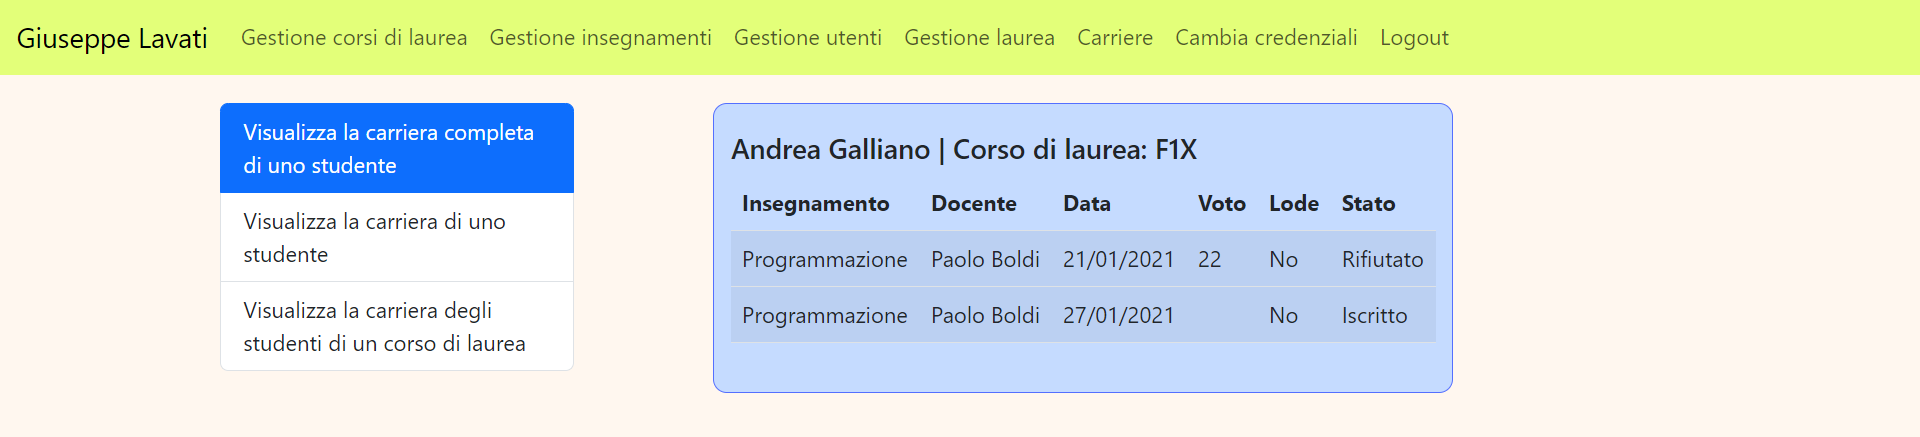 Giuseppe Lavati Gestione corsi di laurea Gestione insegnamenti Gestione utenti Gestione laurea Carriere Cambia credenziali Logout
Visualizza la carriera completa
di uno studente
Visualizza la carriera di uno
studente
Visualizza la carriera degli
studenti di un corso di laurea
Andrea Galliano | Corso di laurea: F1X
Insegnamento Docente Data Voto Lode Stato
Programmazione Paolo Boldi 21/01/2021 22 No Rifiutato
Programmazione Paolo Boldi 27/01/2021 No Iscritto